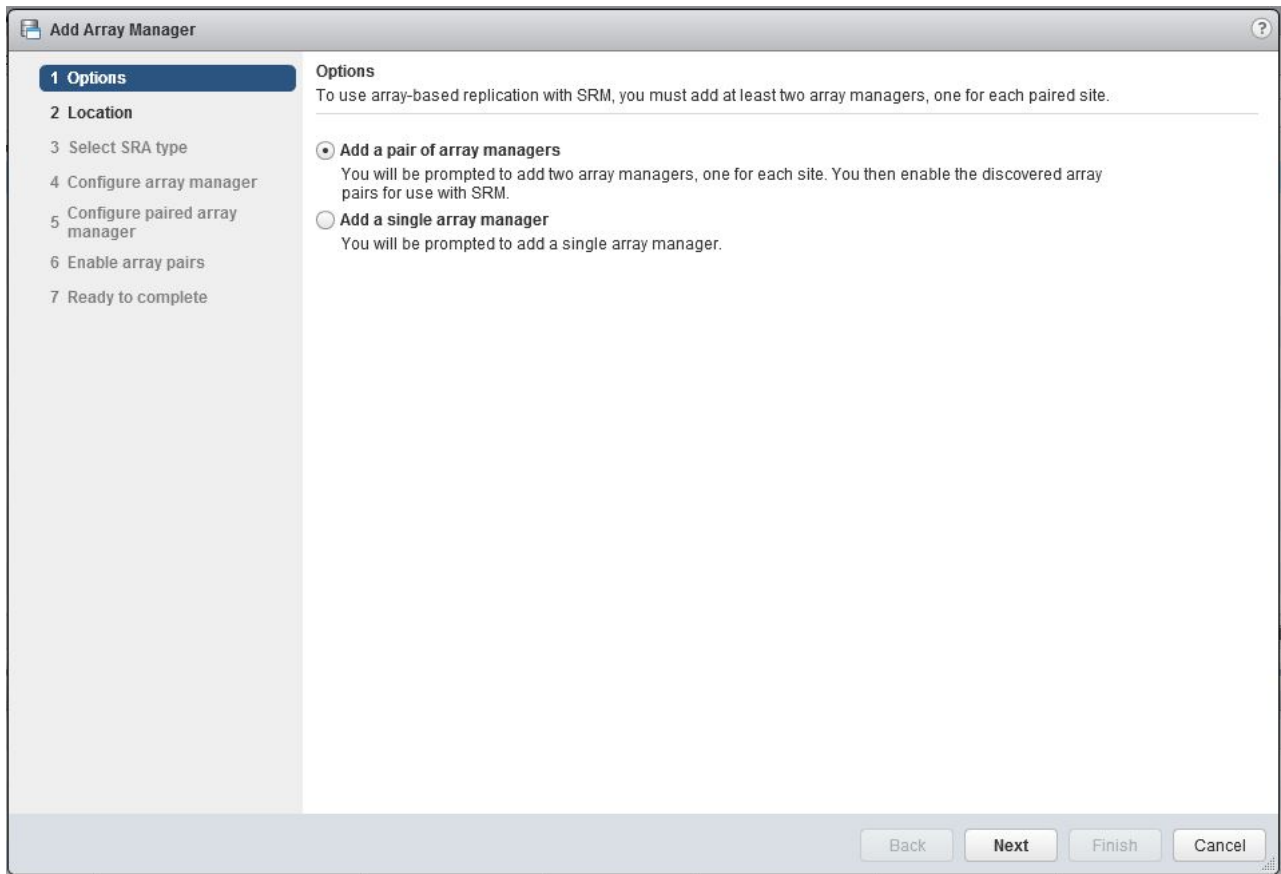 Add Array Manager
?
1 Options
2 Location
3 Select SRA type
4 Configure array manager
5 Configure paired array
manager
6 Enable array pairs
7 Ready to complete
Options
To use array-based replication with SRM, you must add at least two array managers, one for each paired site.
Add a pair of array managers
You will be prompted to add two array managers, one for each site. You then enable the discovered array
pairs for use with SRM.
Add a single array manager
You will be prompted to add a single array manager.
Back Next Finish Cancel